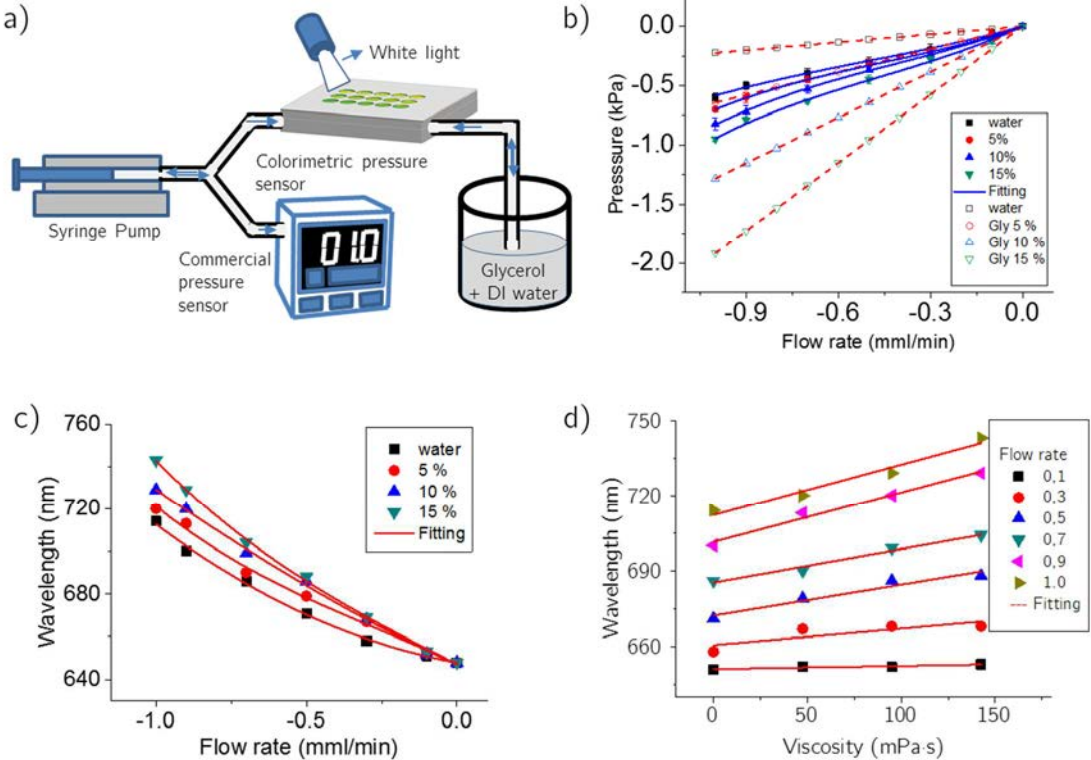 a)
White light
Colorimetric pressure
sensor
Syringe Pump
Commercial
pressure
sensor
01.0
Glycerol
+ DI water
b)
0.0
-0.5
-1.0
-1.5
-2.0
Presssure (kPa)
-0.9
-0.6
-0.3
0.0
Flow rate (mml/min)
water
5%
10%
15%
Fitting
water
Gly 5 %
Gly 10 %
Gly 15 %
c)
760
720
680
640
Wavelength (nm)
-1.0
-0.5
0.0
Flow rate (mml/min)
water
5 %
10 %
15 %
Fitting
d)
750
720
690
660
Wavelength (nm)
0
50
100
150
Viscosity (mPa·s)
Flow rate
0,1
0,3
0,5
0,7
0,9
1.0
Fitting